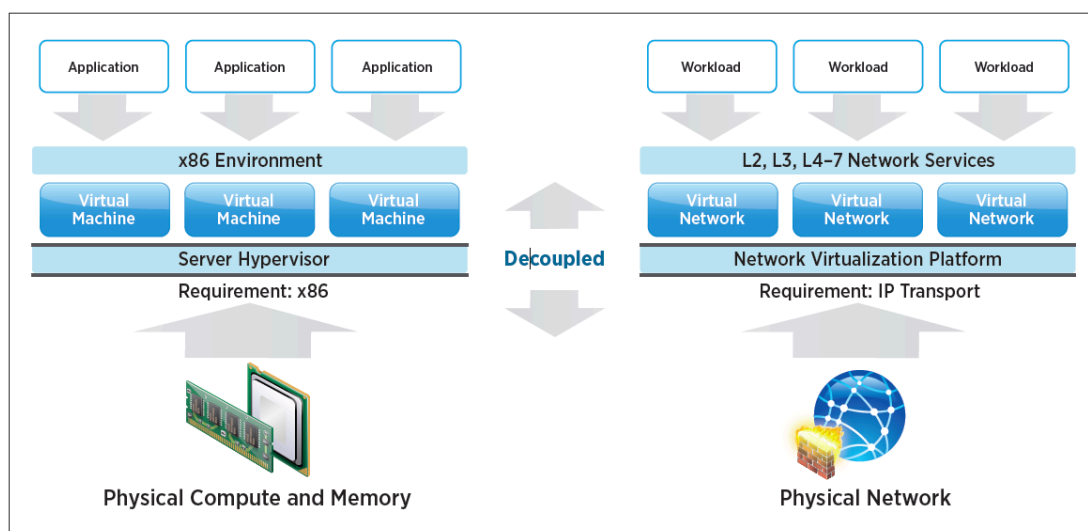 Application
Application
Application
x86 Environment
Virtual
Machine
Virtual
Machine
Virtual
Machine
Server Hypervisor
Requirement: x86
Physical Compute and Memory
Decoupled
Workload
Workload
Workload
L2, L3, L4–7 Network Services
Virtual
Network
Virtual
Network
Virtual
Network
Network Virtualization Platform
Requirement: IP Transport
Physical Network